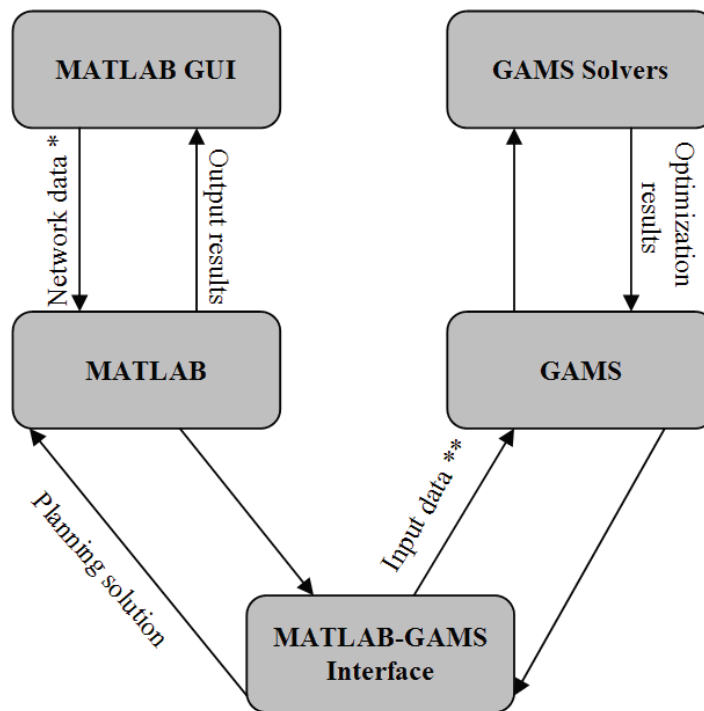 MATLAB GUI
GAMS Solvers
Network data *
Output results
Optimization
results
MATLAB
GAMS
Planning solution
Input data **
MATLAB-GAMS
Interface